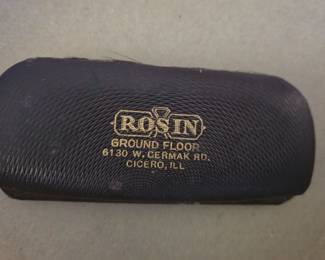 ROSIN
GROUND FLOOR
6130 W. CERMAK RD.
CICERO, ILL